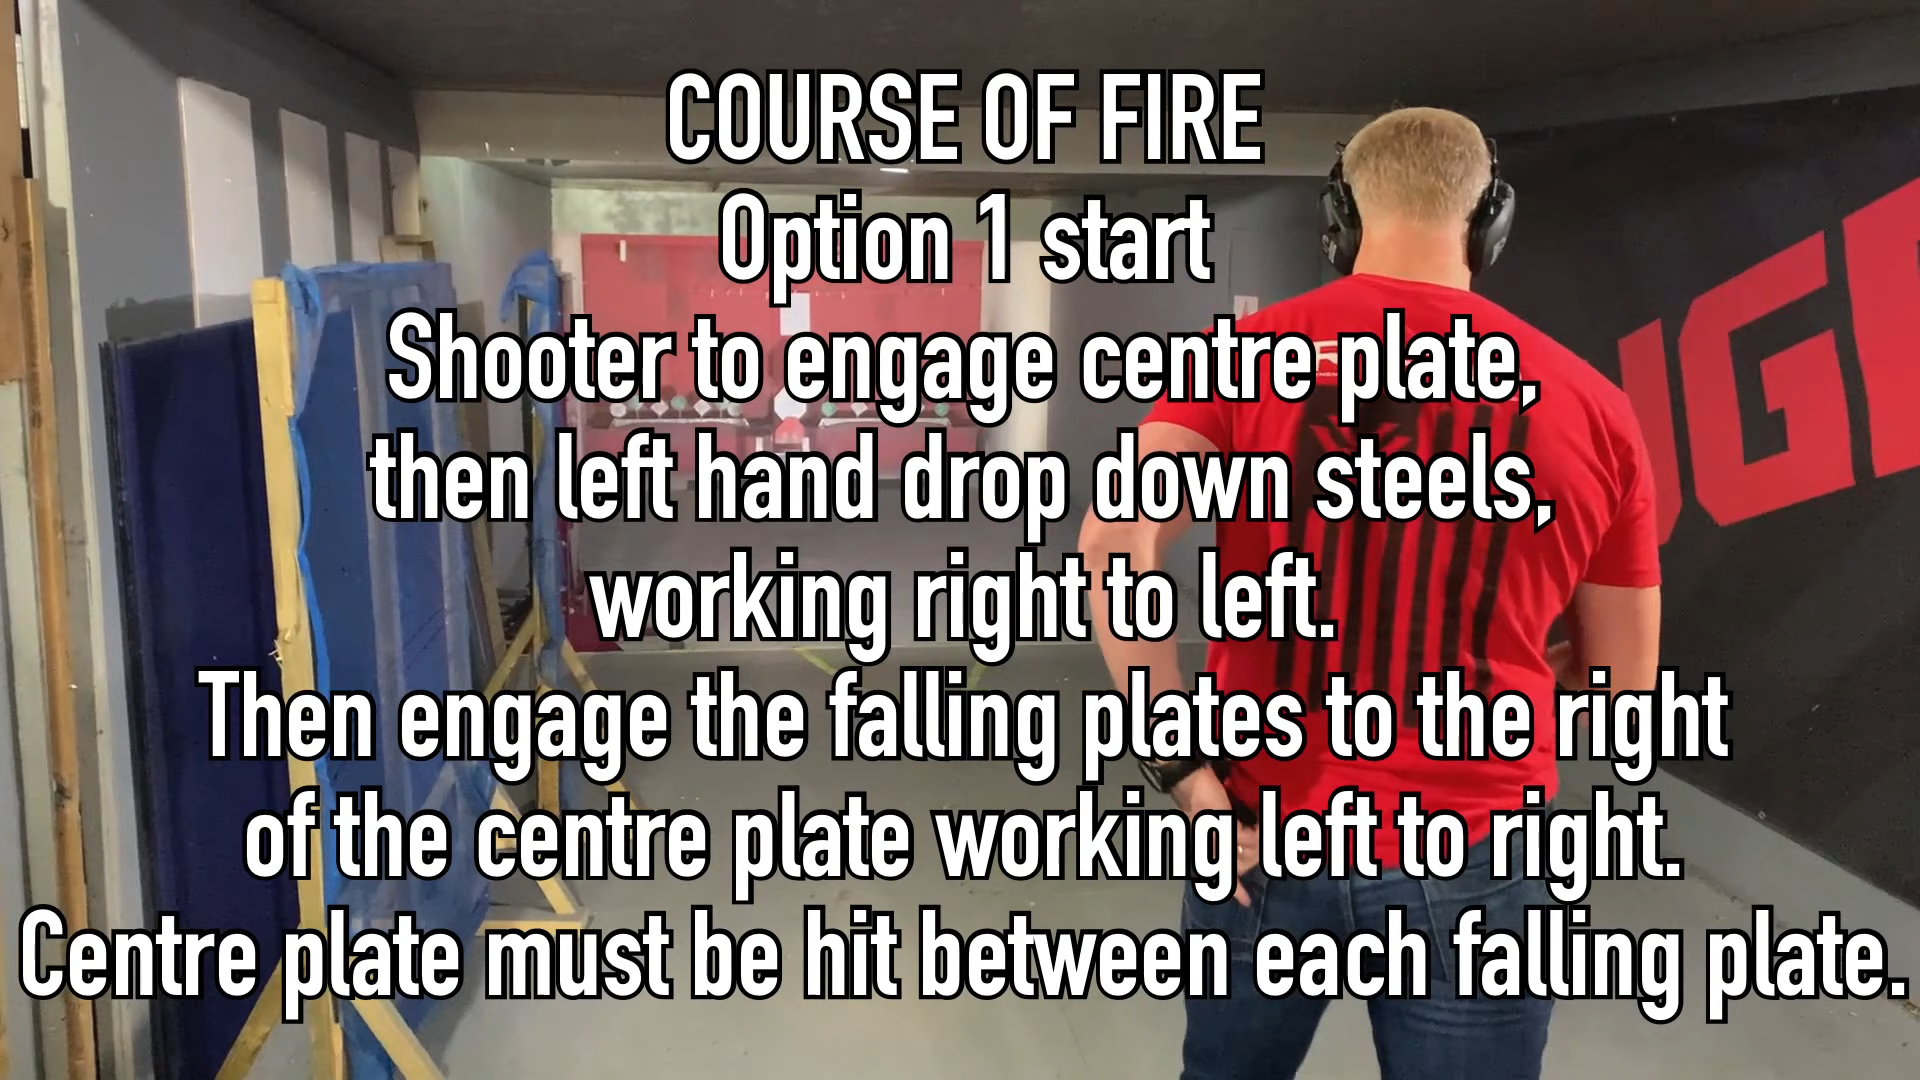 COURSE OF FIRE
Option 1 start
Shooter to engage centre plate,
then left hand drop down steels,
working right to left.
Then engage the falling plates to the right
of the centre plate working left to right.
Centre plate must be hit between each falling plate.